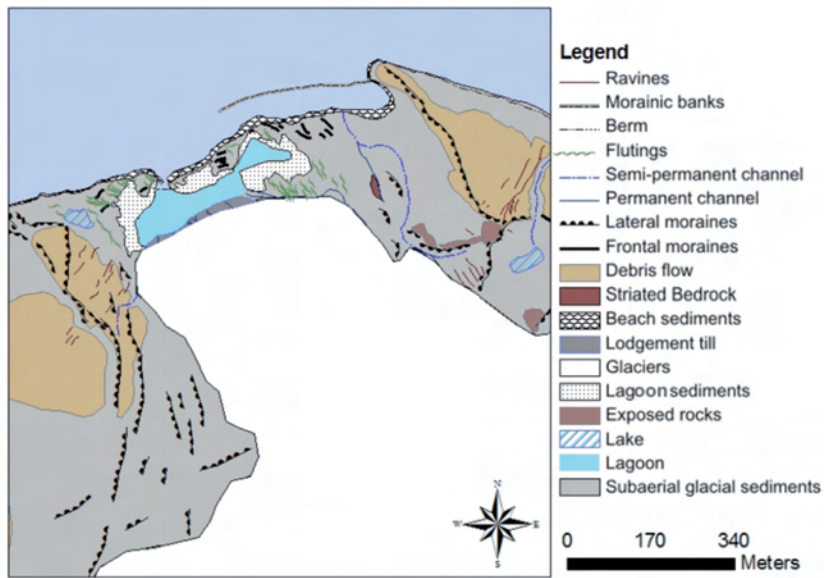 Legend
Ravines
Morainic banks
Berm
Flutings
Semi-permanent channel
Permanent channel
Lateral moraines
Frontal moraines
Debris flow
Striated Bedrock
Beach sediments
Lodgement till
Glaciers
Lagoon sediments
Exposed rocks
Lake
Lagoon
Subaerial glacial sediments
N
W E
S
0 170 340
Meters